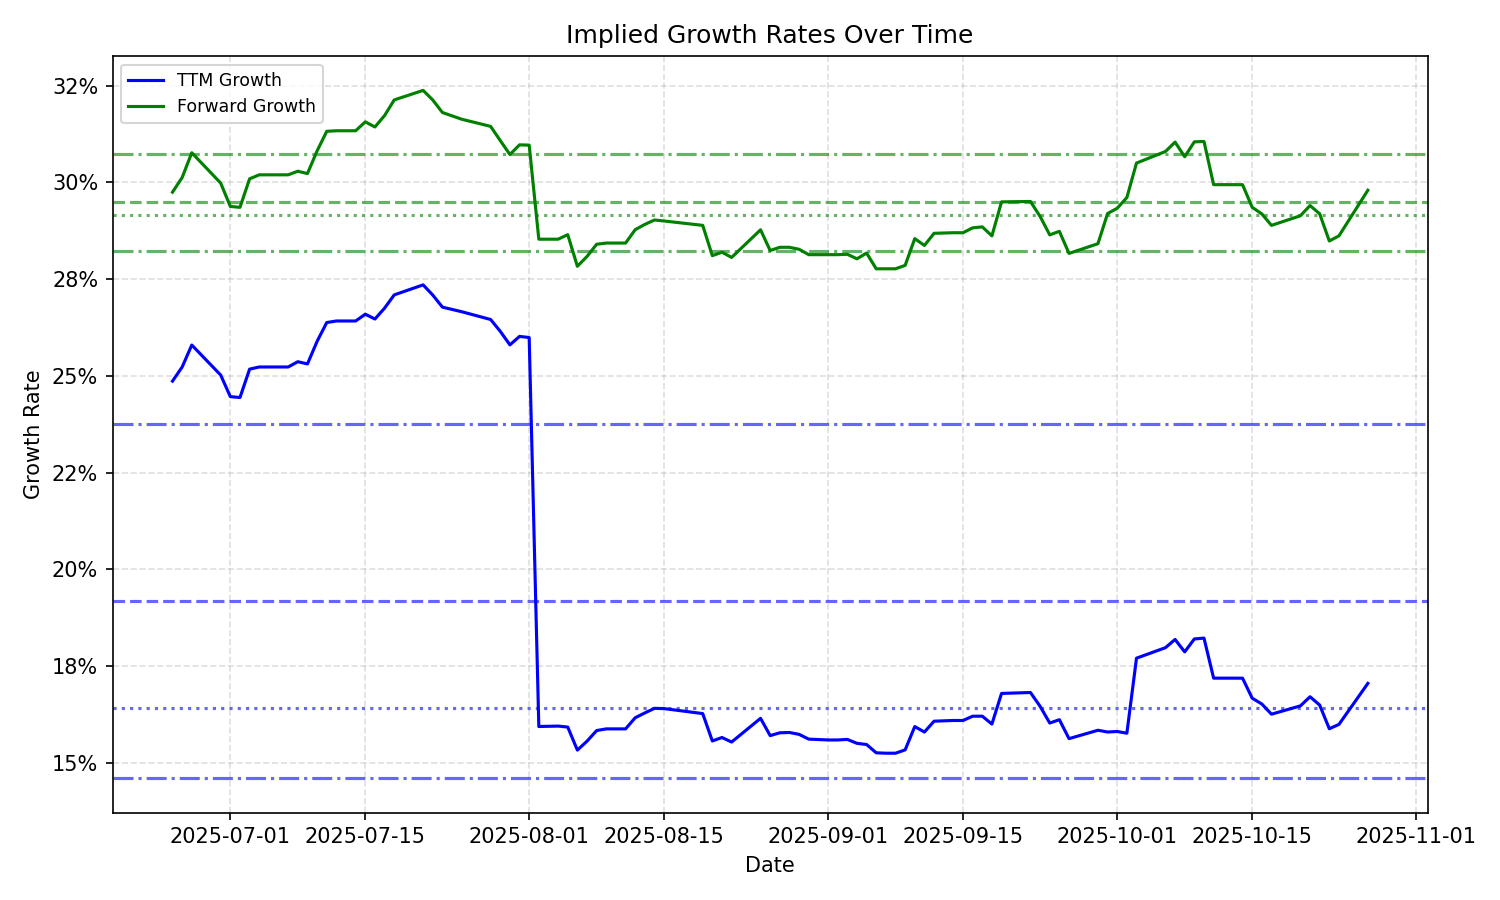 Implied Growth Rates Over Time
TTM Growth
Forward Growth
32%
30%
28%
25%
22%
20%
18%
15%
Growth Rate
2025-07-01 2025-07-15 2025-08-01 2025-08-15 2025-09-01 2025-09-15 2025-10-01 2025-10-15 2025-11-01
Date